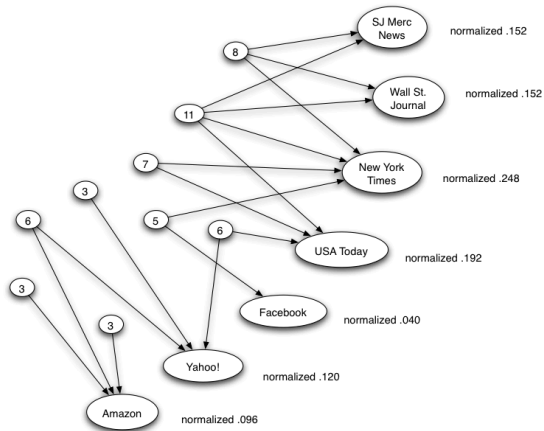 SJ Merc
News
normalized .152
8
Wall St.
Journal
normalized .152
11
7
New York
Times
normalized .248
3
6
5
6
USA Today
normalized .192
3
Facebook
normalized .040
3
Yahoo!
normalized .120
Amazon
normalized .096